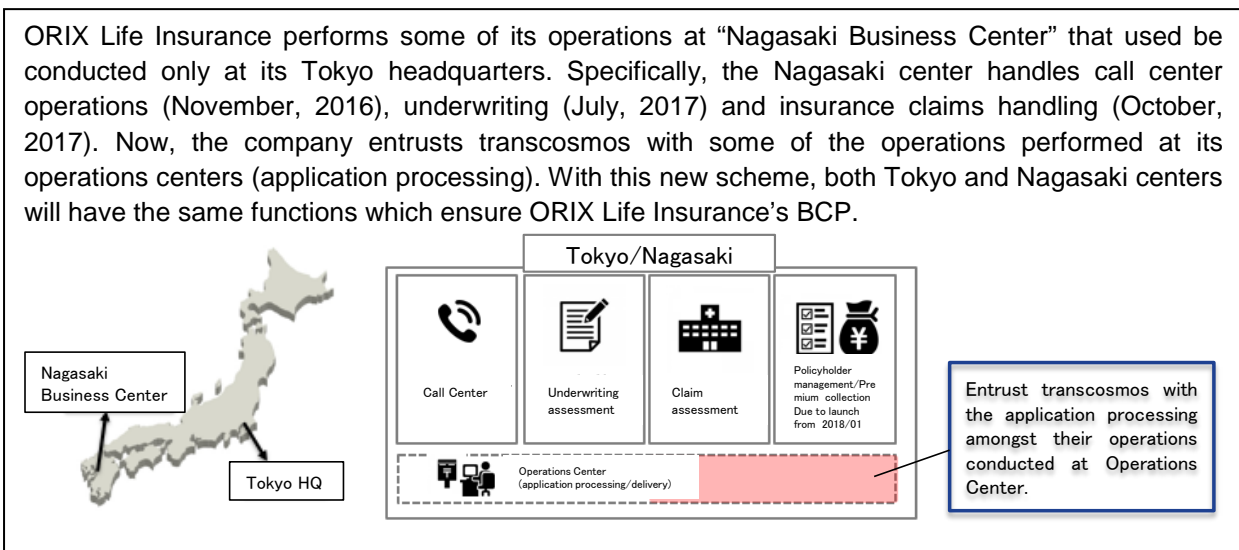 ORIX Life Insurance performs some of its operations at “Nagasaki Business Center” that used be
conducted only at its Tokyo headquarters. Specifically, the Nagasaki center handles call center
operations (November, 2016), underwriting (July, 2017) and insurance claims handling (October,
2017). Now, the company entrusts transcosmos with some of the operations performed at its
operations centers (application processing). With this new scheme, both Tokyo and Nagasaki centers
will have the same functions which ensure ORIX Life Insurance’s BCP.
Nagasaki
Business Center
Tokyo HQ
Tokyo/Nagasaki
Call Center
Underwriting
assessment
Claim
assessment
¥
Policyholder
management/Pre
mium collection
Due to launch
from 2018/01
Operations Center
(application processing/delivery)
Entrust transcosmos with
the application processing
amongst their operations
conducted at Operations
Center.